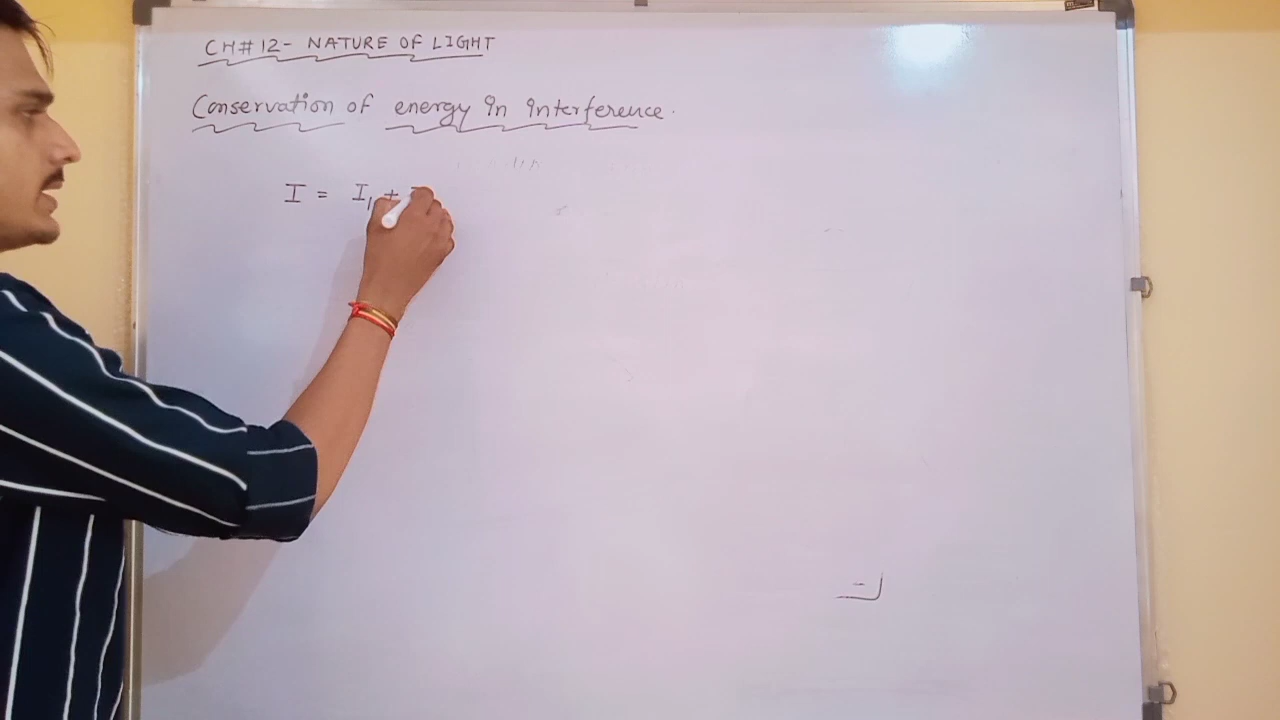 CH# 12 - NATURE OF LIGHT
Conservation of energy in interference.
I = I₁ +